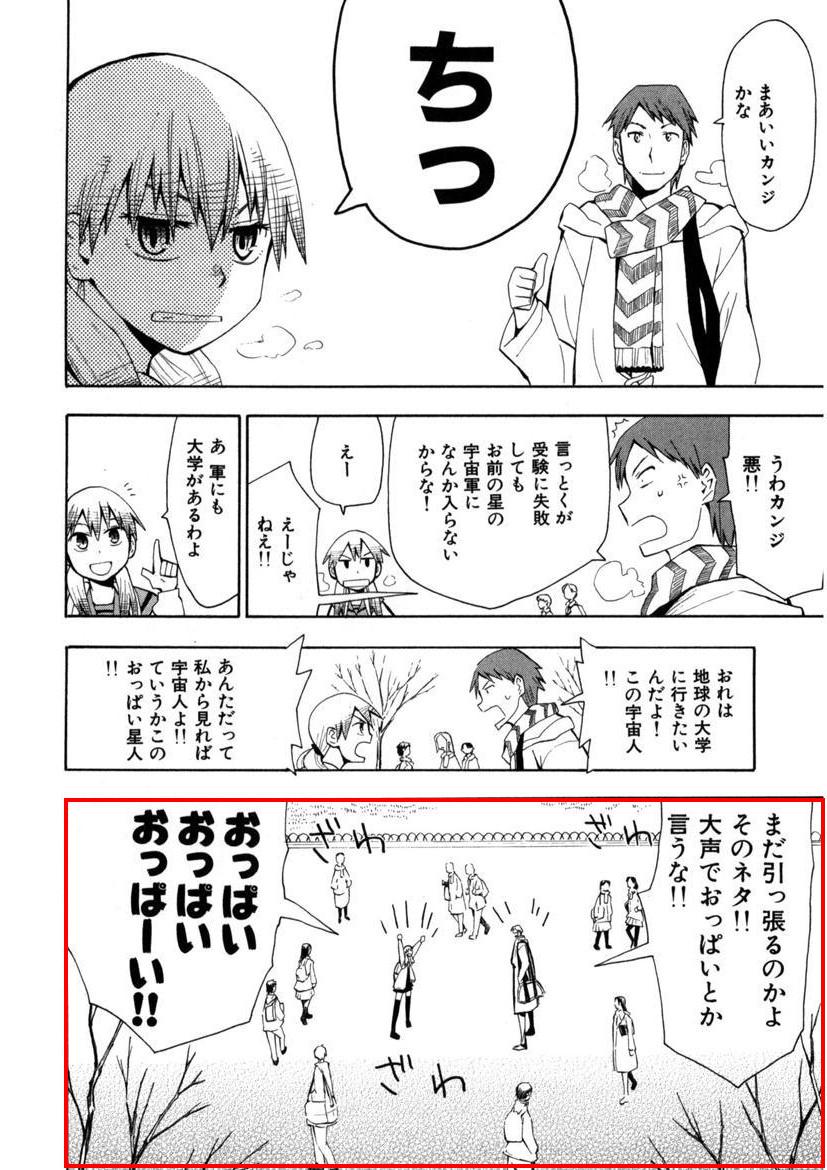 まあいいカンジ
かな
ちっ
うわカンジ
悪!!
言っとくが
受験に失敗
しても
お前の星の
宇宙軍に
なんか入らない
からな!
えー
えーじゃ
ねえ!!
あ 軍にも
大学があるわよ
おれは
地球の大学
に行きたい
んだよ!
この宇宙人
!!
あんただって
私から見れば
宇宙人よ!!
ていうかこの
おっぱい星人
!!
まだ引っ張るのかよ
そのネタ!!
大声でおっぱいとか
言うな!!
ざわ
ざわ
おっぱい
おっぱい
おっぱーい!!
ざわ